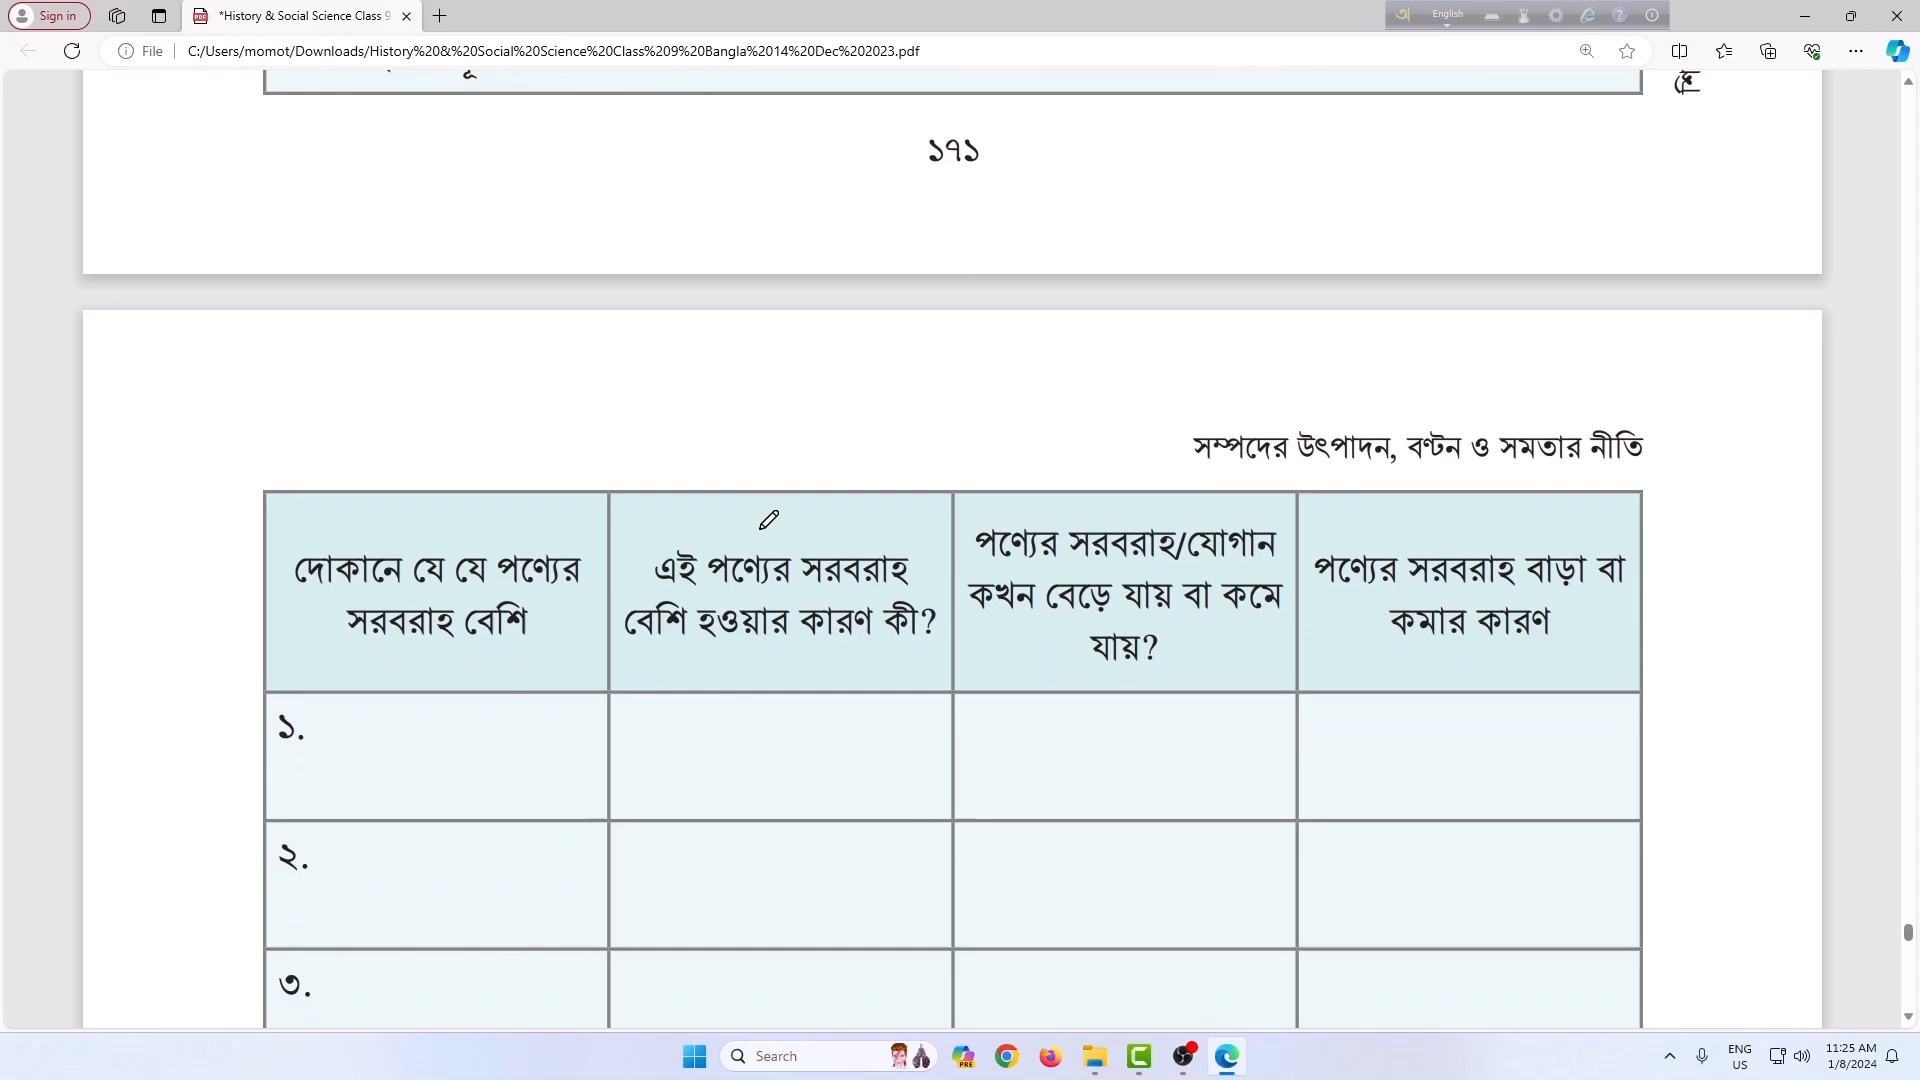 Sign in
*History & Social Science Class 9
English
File
C:/Users/momot/Downloads/History%20&%20Social%20Science%20Class%209%20Bangla%2014%20Dec%202023.pdf
১৭১
সম্পদের উৎপাদন, বণ্টন ও সমতার নীতি
দোকানে যে যে পণ্যের
সরবরাহ বেশি
এই পণ্যের সরবরাহ
বেশি হওয়ার কারণ কী?
পণ্যের সরবরাহ/যোগান
কখন বেড়ে যায় বা কমে
যায়?
পণ্যের সরবরাহ বাড়া বা
কমার কারণ
১.
২.
৩.
Search
PRE
ENG
US
11:25 AM
1/8/2024